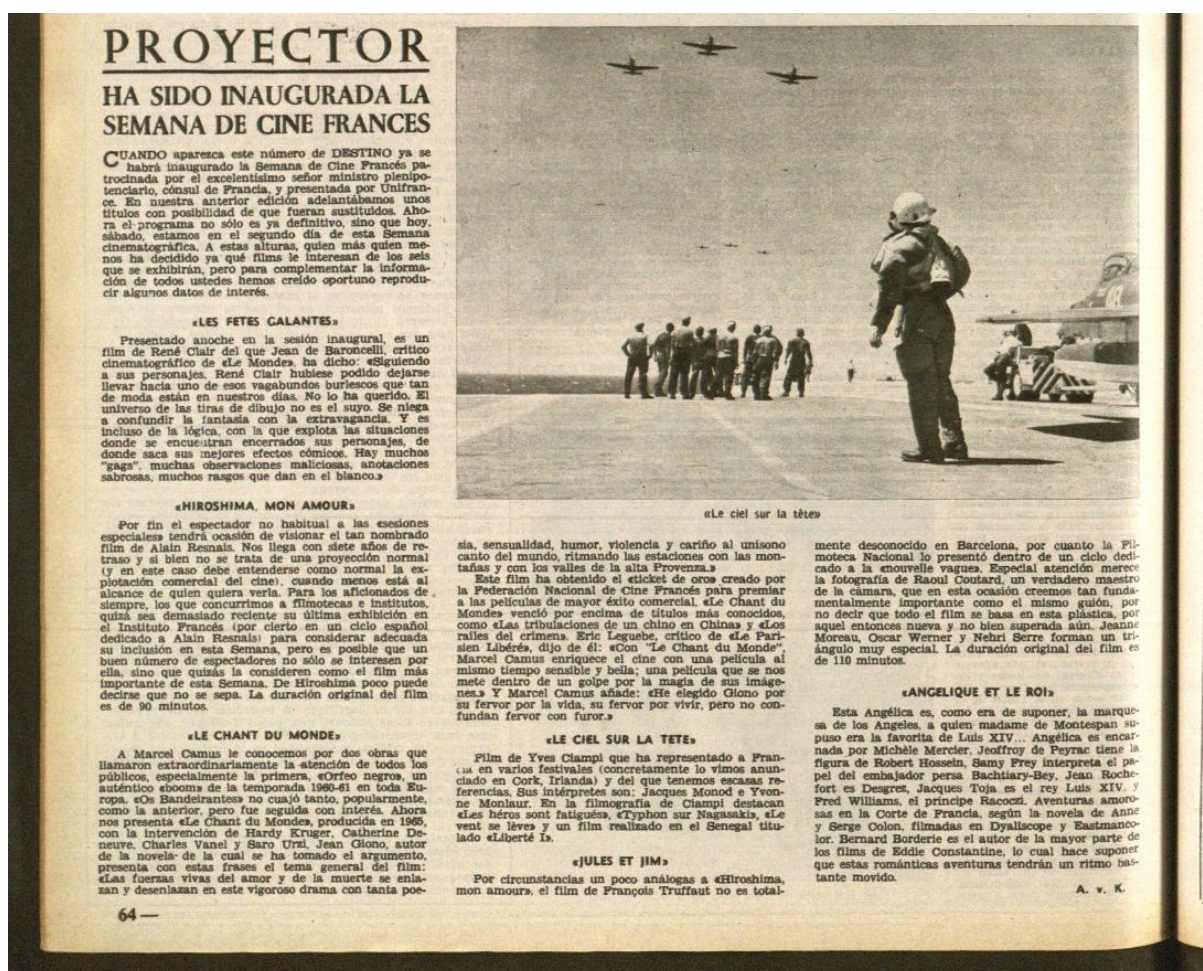 PROYECTOR
HA SIDO INAUGURADA LA
SEMANA DE CINE FRANCES
CUANDO aparezca este número de DESTINO ya se
habrá inaugurado la Semana de Cine Francés pa-
trocinada por el excelentísimo señor ministro plenipo-
tenciario, cónsul de Francia, y presentada por Unifran-
ce. En nuestra anterior edición adelantábamos unos
títulos con posibilidad de que fueran sustituidos. Aho-
ra el programa no sólo es ya definitivo, sino que hoy,
sábado, estamos en el segundo día de esta Semana
cinematográfica. A estas alturas, quien más quien me-
nos ha decidido ya qué films le interesan de los seis
que se exhibirán, pero para complementar la informa-
ción de todos ustedes hemos creído oportuno reprodu-
cir algunos datos de interés.
«LES FETES GALANTES»
Presentado anoche en la sesión inaugural, es un
film de René Clair del que Jean de Baroncelli, crítico
cinematográfico de «Le Monde», ha dicho: «Siguiendo
a sus personajes, René Clair hubiese podido dejarse
llevar hacia uno de esos vagabundos burlescos que tan
de moda están en nuestros días. No lo ha querido. El
universo de las tiras de dibujo no es el suyo. Se niega
a confundir la fantasía con la extravagancia. Y es
incluso de la lógica, con la que explota las situaciones
donde se encuentran encerrados sus personajes, de
donde saca sus mejores efectos cómicos. Hay muchos
"gags", muchas observaciones maliciosas, anotaciones
sabrosas, muchos rasgos que dan en el blanco.»
«HIROSHIMA, MON AMOUR»
Por fin el espectador no habitual a las «sesiones
especiales» tendrá ocasión de visionar el tan nombrado
film de Alain Resnais. Nos llega con siete años de re-
traso y si bien no se trata de una proyección normal
(y en este caso debe entenderse como normal la ex-
plotación comercial del cine), cuando menos está al
alcance de quien quiera verla. Para los aficionados de
siempre, los que concurrimos a filmotecas e institutos,
quizá sea demasiado reciente su última exhibición en
el Instituto Francés (por cierto en un ciclo español
dedicado a Alain Resnais) para considerar adecuada
su inclusión en esta Semana, pero es posible que un
buen número de espectadores no sólo se interesen por
ella, sino que quizás la consideren como el film más
importante de esta Semana. De Hiroshima poco puede
decirse que no se sepa. La duración original del film
es de 90 minutos.
«LE CHANT DU MONDE»
A Marcel Camus le conocemos por dos obras que
llamaron extraordinariamente la atención de todos los
públicos, especialmente la primera, «Orfeo negro», un
auténtico «boom» de la temporada 1960-61 en toda Eu-
ropa. «Os Bandeirantes» no cuajó tanto, popularmente,
como la anterior, pero fue seguida con interés. Ahora
nos presenta «Le Chant du Monde», producida en 1965,
con la intervención de Hardy Kruger, Catherine De-
neuve, Charles Vanel y Saro Urzi, Jean Giono, autor
de la novela de la cual se ha tomado el argumento,
presenta con estas frases el tema general del film:
«Las fuerzas vivas del amor y de la muerte se enla-
zan y desenlazan en este vigoroso drama con tanta poe-
64 —
«Le ciel sur la tête»
sia, sensualidad, humor, violencia y cariño al unísono
canto del mundo, ritmando las estaciones con las mon-
tañas y con los valles de la alta Provenza.»
Este film ha obtenido el «ticket de oro» creado por
la Federación Nacional de Cine Francés para premiar
a las películas de mayor éxito comercial. «Le Chant du
Monde» venció por encima de títulos más conocidos,
como «Las tribulaciones de un chino en China» y «Los
raíles del crimen». Eric Leguebe, crítico de «Le Pari-
sien Libéré», dijo de él: «Con "Le Chant du Monde",
Marcel Camus enriquece el cine con una película al
mismo tiempo sensible y bella; una película que se nos
mete dentro de un golpe por la magia de sus imáge-
nes.» Y Marcel Camus añade: «He elegido Giono por
su fervor por la vida, su fervor por vivir, pero no con-
fundan fervor con furor.»
«LE CIEL SUR LA TETE»
Film de Yves Ciampi que ha representado a Fran-
cia en varios festivales (concretamente lo vimos anun-
ciado en Cork, Irlanda) y del que tenemos escasas re-
ferencias. Sus intérpretes son: Jacques Monod e Yvon-
ne Monlaur. En la filmografía de Ciampi destacan
«Les héros sont fatigués», «Typhon sur Nagasaki», «Le
vent se lève» y un film realizado en el Senegal titu-
lado «Liberté I».
«JULES ET JIM»
Por circunstancias un poco análogas a «Hiroshima,
mon amour», el film de François Truffaut no es total-
mente desconocido en Barcelona, por cuanto la Fil-
moteca Nacional lo presentó dentro de un ciclo dedi-
cado a la «nouvelle vague». Especial atención merece
la fotografía de Raoul Coutard, un verdadero maestro
de la cámara, que en esta ocasión creemos tan funda-
mentalmente importante como el mismo guión, por
no decir que todo el film se basa en esta plástica, por
aquel entonces nueva y no bien superada aún. Jeanne
Moreau, Oscar Werner y Nehri Serre forman un tri-
ángulo muy especial. La duración original del film es
de 110 minutos.
«ANGELIQUE ET LE ROI»
Esta Angélica es, como era de suponer, la marque-
sa de los Angeles, a quien madame de Montespan su-
puso era la favorita de Luis XIV... Angélica es encar-
nada por Michèle Mercier, Jeoffroy de Peyrac tiene la
figura de Robert Hossein, Samy Frey interpreta el pa-
pel del embajador persa Bachtiary-Bey, Jean Roche-
fort es Desgrez, Jacques Toja es el rey Luis XIV, y
Fred Williams, el príncipe Racoczi. Aventuras amoro-
sas en la Corte de Francia, según la novela de Anne
y Serge Colon, filmadas en Dyaliscope y Eastmanco-
lor. Bernard Borderie es el autor de la mayor parte de
los films de Eddie Constantine, lo cual hace suponer
que estas románticas aventuras tendrán un ritmo bas-
tante movido.
A. v. K.